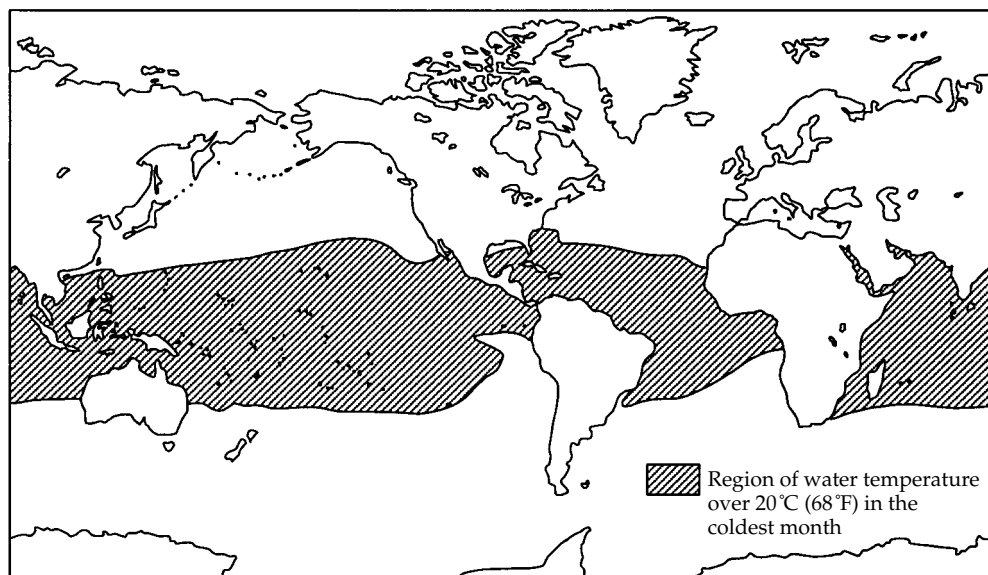 Region of water temperature
over 20°C (68°F) in the
coldest month